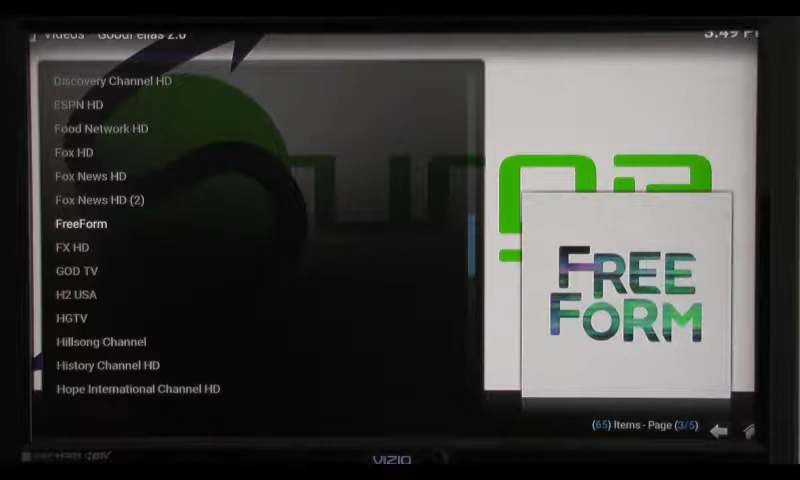 Videos - GoodFellas 2.0
3:49 P
Discovery Channel HD
ESPN HD
Food Network HD
Fox HD
Fox News HD
Fox News HD (2)
FreeForm
FX HD
GOD TV
H2 USA
HGTV
Hillsong Channel
History Channel HD
Hope International Channel HD
FREE
FORM
(65) Items - Page (3/5)
VIZIO